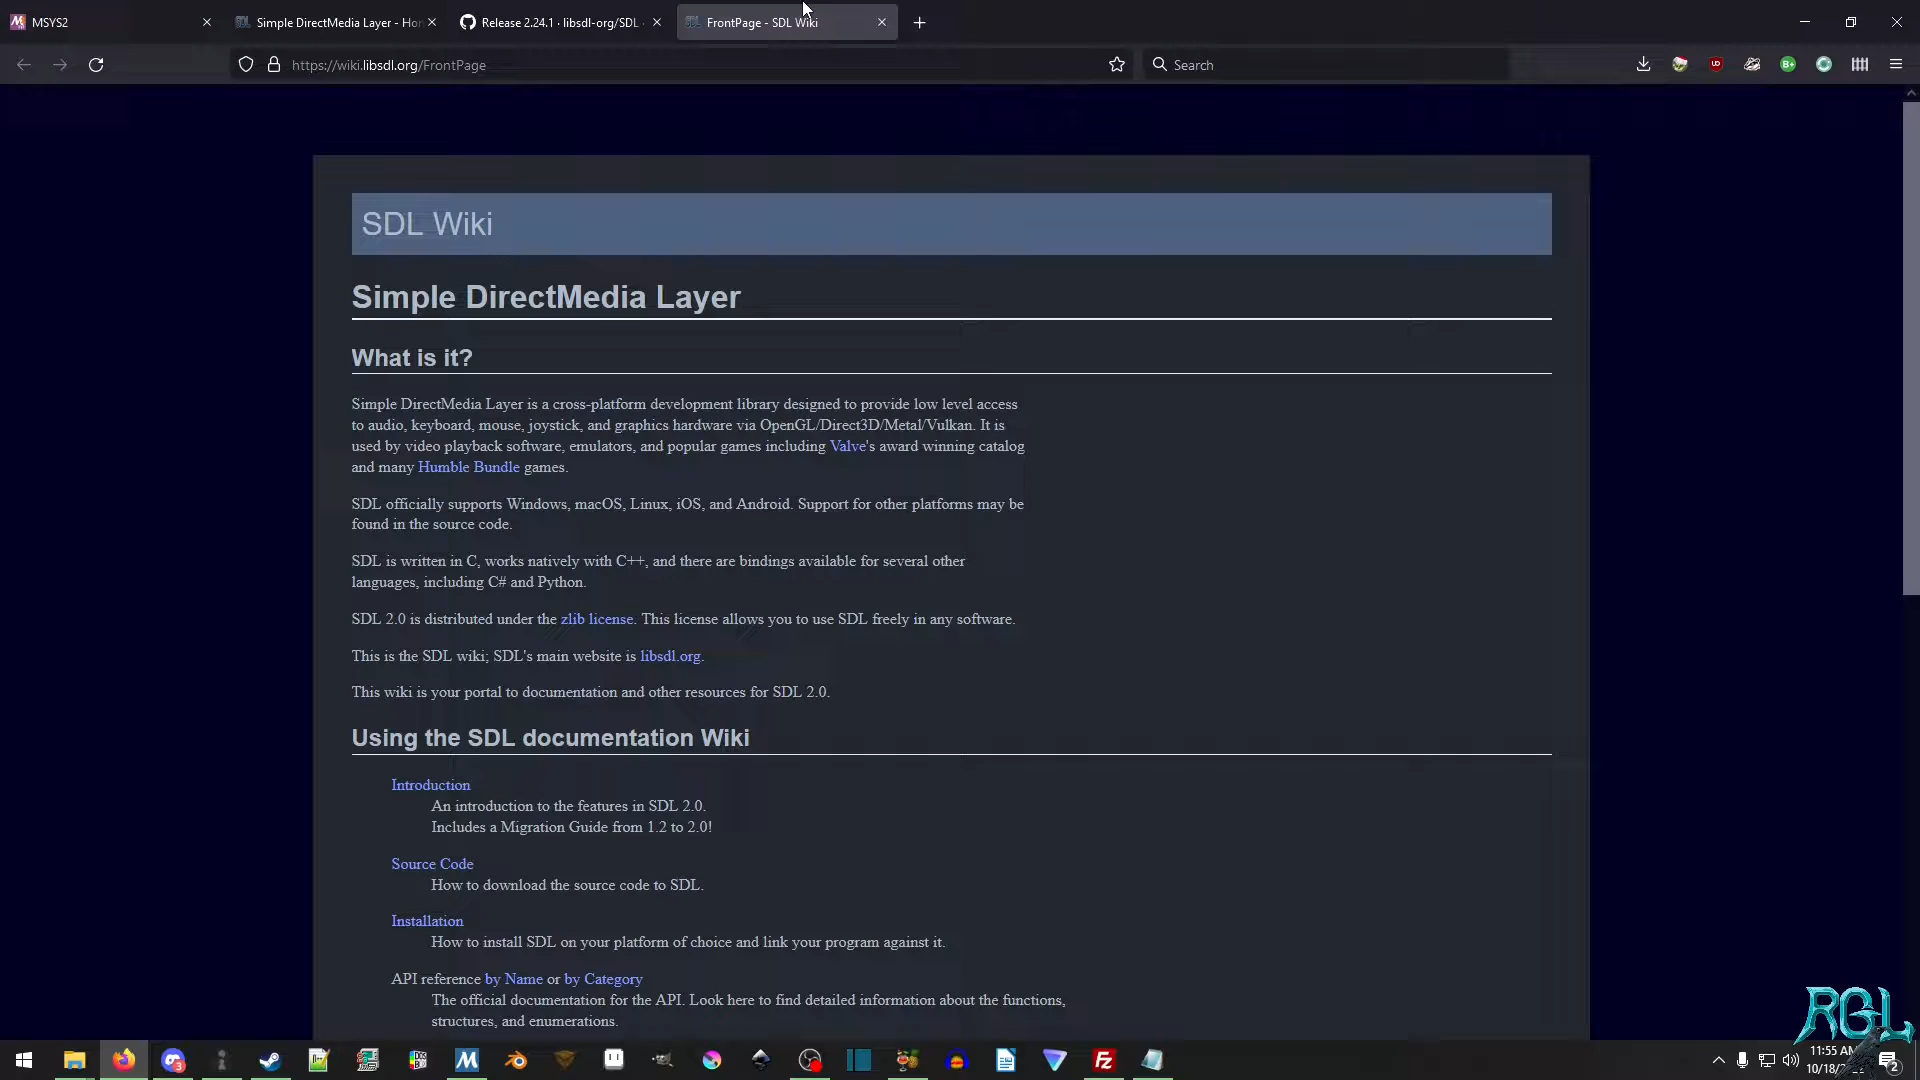 MSYS2
Simple DirectMedia Layer - Ho
Release 2.24.1 · libsdl-org/SDL
FrontPage - SDL Wiki
https://wiki.libsdl.org/FrontPage
Search
SDL Wiki
Simple DirectMedia Layer
What is it?
Simple DirectMedia Layer is a cross-platform development library designed to provide low level access
to audio, keyboard, mouse, joystick, and graphics hardware via OpenGL/Direct3D/Metal/Vulkan. It is
used by video playback software, emulators, and popular games including Valve's award winning catalog
and many Humble Bundle games.
SDL officially supports Windows, macOS, Linux, iOS, and Android. Support for other platforms may be
found in the source code.
SDL is written in C, works natively with C++, and there are bindings available for several other
languages, including C# and Python.
SDL 2.0 is distributed under the zlib license. This license allows you to use SDL freely in any software.
This is the SDL wiki; SDL's main website is libsdl.org.
This wiki is your portal to documentation and other resources for SDL 2.0.
Using the SDL documentation Wiki
Introduction
An introduction to the features in SDL 2.0.
Includes a Migration Guide from 1.2 to 2.0!
Source Code
How to download the source code to SDL.
Installation
How to install SDL on your platform of choice and link your program against it.
API reference by Name or by Category
The official documentation for the API. Look here to find detailed information about the functions,
structures, and enumerations.
RGL
11:55 AM
10/18/2
2